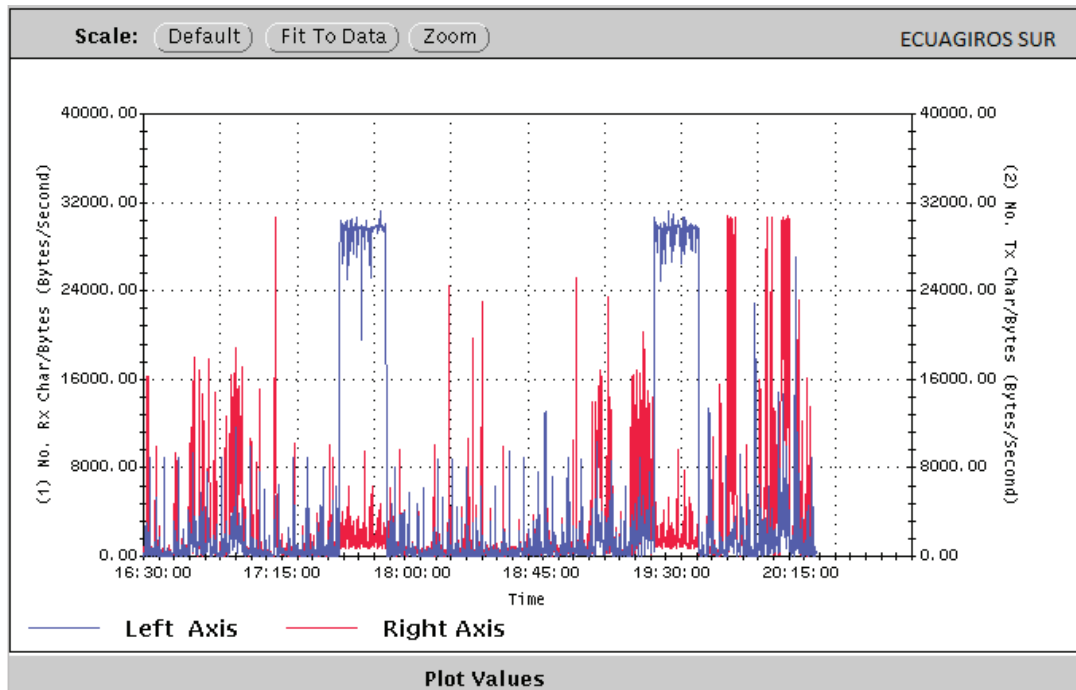 Scale: Default Fit To Data Zoom ECUAGIROS SUR
40000.00 40000.00
32000.00 32000.00
24000.00 24000.00
16000.00 16000.00
8000.00 8000.00
0.00 0.00
(1) No. Rx Char/Bytes (Bytes/Second)
(2) No. Tx Char/Bytes (Bytes/Second)
16:30:00 17:15:00 18:00:00 18:45:00 19:30:00 20:15:00
Time
Left Axis Right Axis
Plot Values